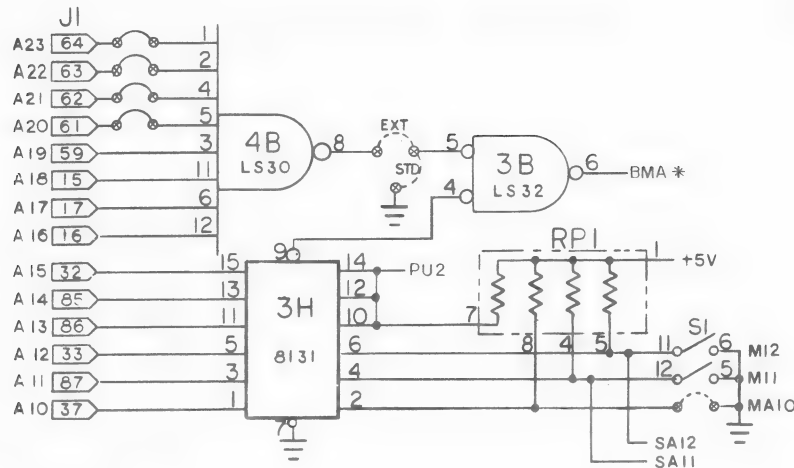 J1
A23 64 1
A22 63 2
A21 62 4
A20 61 5
A19 59 3
A18 15 11
A17 17 6
A16 16 12
4B
LS30
8
EXT
STD
5
4
3B
LS32
6
BMA*
9
A15 32 15
A14 85 13
A13 86 11
A12 33 5
A11 87 3
A10 37 1
3H
8131
7
14
12
10
6
4
2
PU2
RP1
1
+5V
7
8
4
5
S1
11
6
M12
12
5
M11
MA10
SA12
SA11